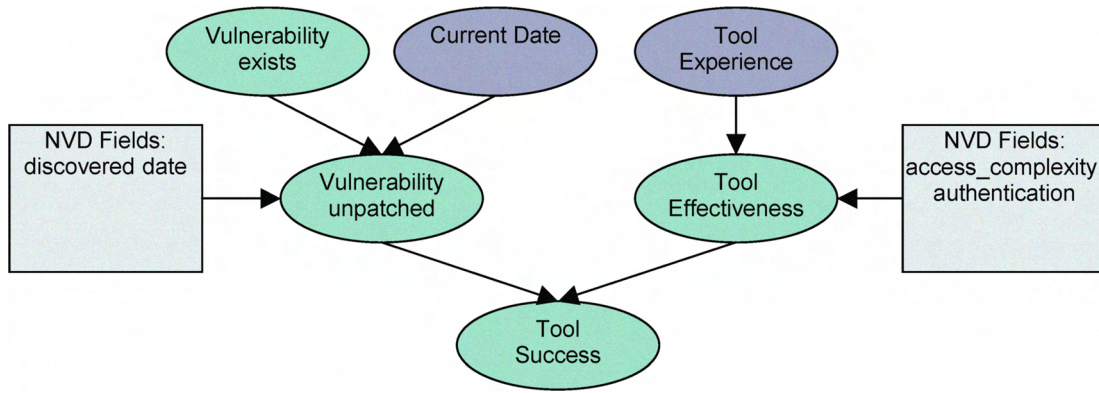 Vulnerability
exists
Current Date
Tool
Experience
NVD Fields:
discovered date
Vulnerability
unpatched
Tool
Effectiveness
NVD Fields:
access_complexity
authentication
Tool
Success